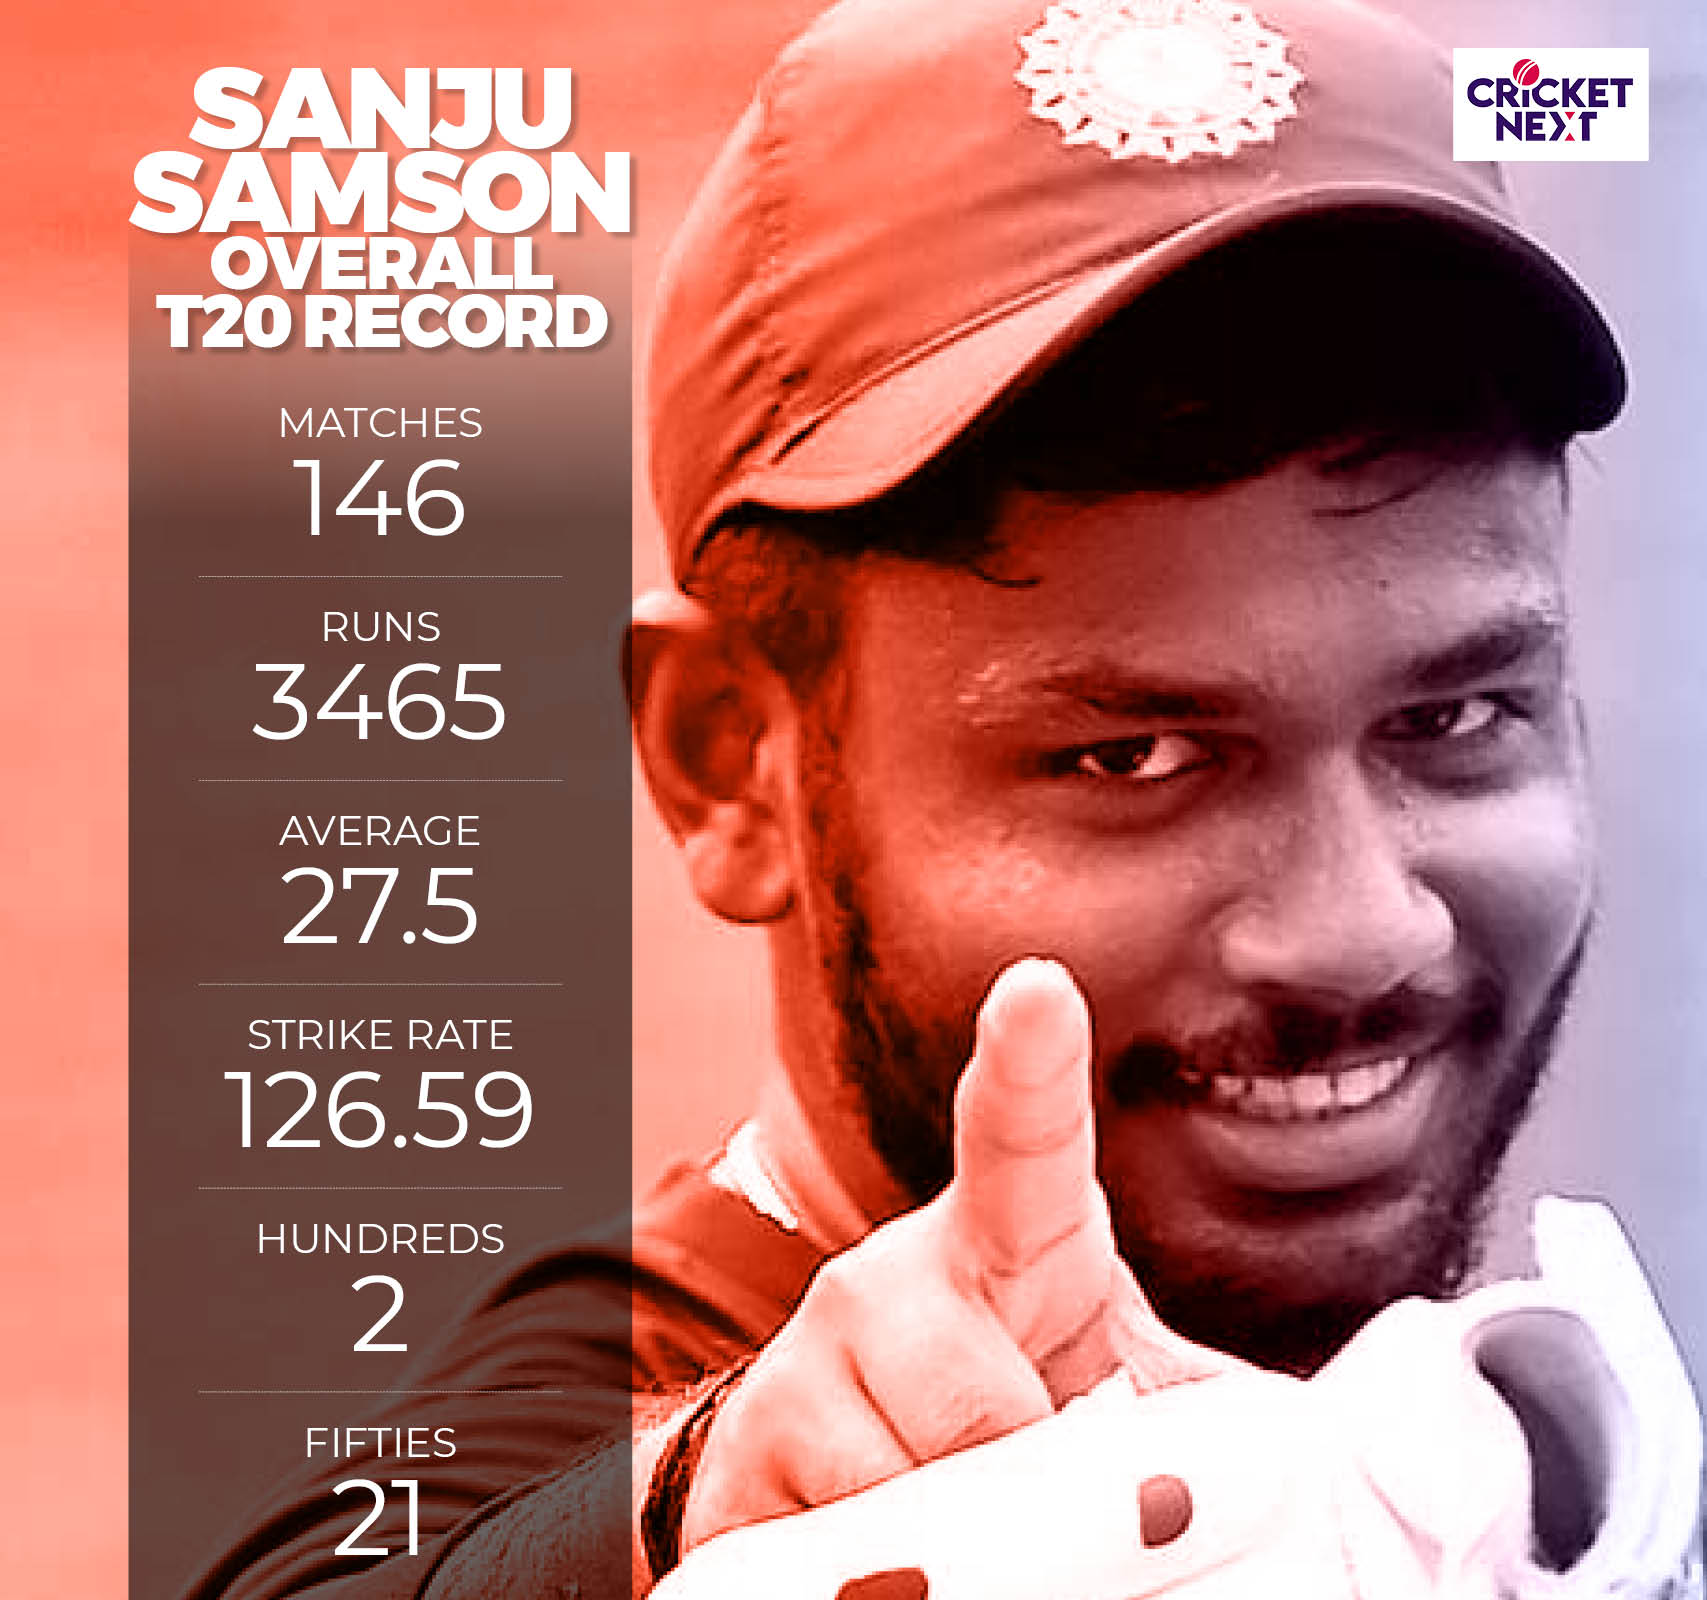 SANJU
SAMSON
OVERALL
T20 RECORD
MATCHES
146
RUNS
3465
AVERAGE
27.5
STRIKE RATE
126.59
HUNDREDS
2
FIFTIES
21
CRICKET
NEXT